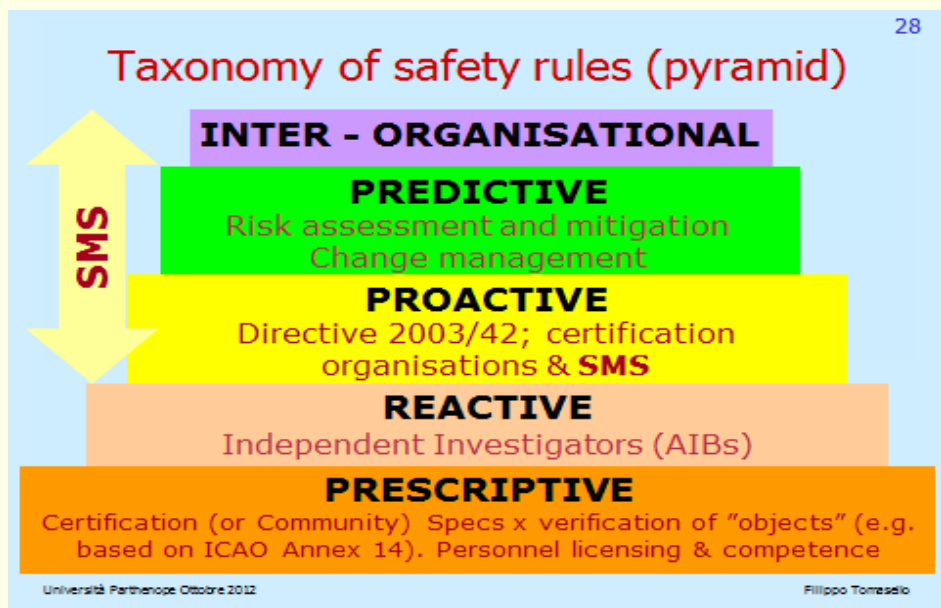 28
Taxonomy of safety rules (pyramid)
INTER - ORGANISATIONAL
PREDICTIVE
Risk assessment and mitigation
Change management
SMS
PROACTIVE
Directive 2003/42; certification
organisations & SMS
REACTIVE
Independent Investigators (AIBs)
PRESCRIPTIVE
Certification (or Community) Specs x verification of ”objects” (e.g.
based on ICAO Annex 14). Personnel licensing & competence
Università Parthenope Ottobre 2012
Filippo Tomasello